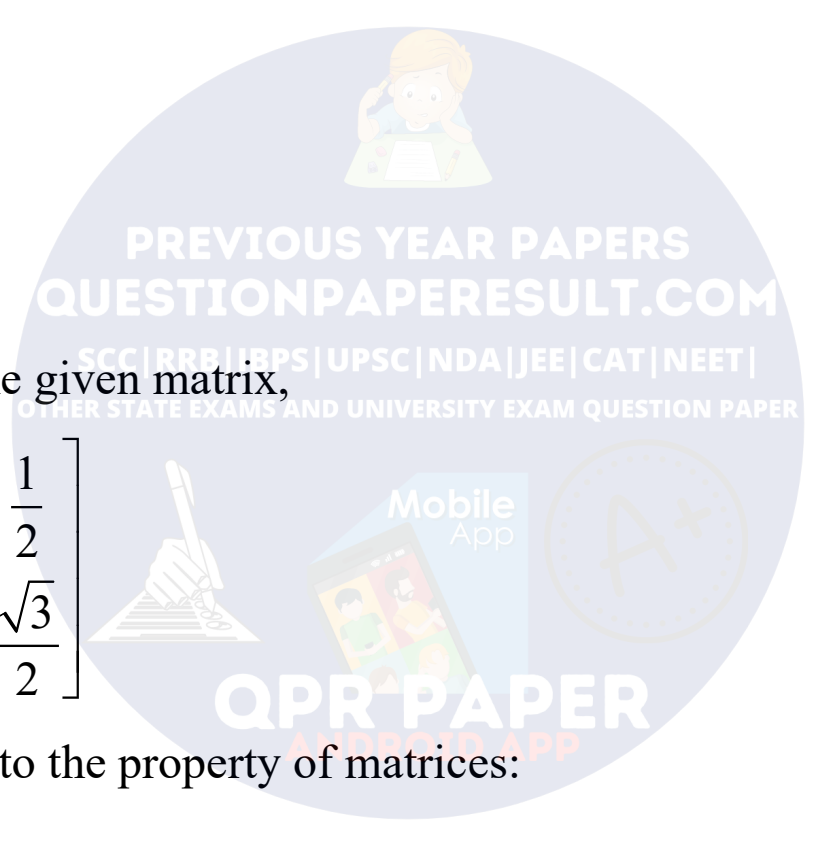 PREVIOUS YEAR PAPERS
QUESTIONPAPERESULT.COM
SCC|RRB|IBPS|UPSC|NDA|JEE|CAT|NEET|
e given matrix,
OTHER STATE EXAMS AND UNIVERSITY EXAM QUESTION PAPER
1
2
√3
2
]
Mobile
App
A+
QPR PAPER
ANDROID APP
to the property of matrices: